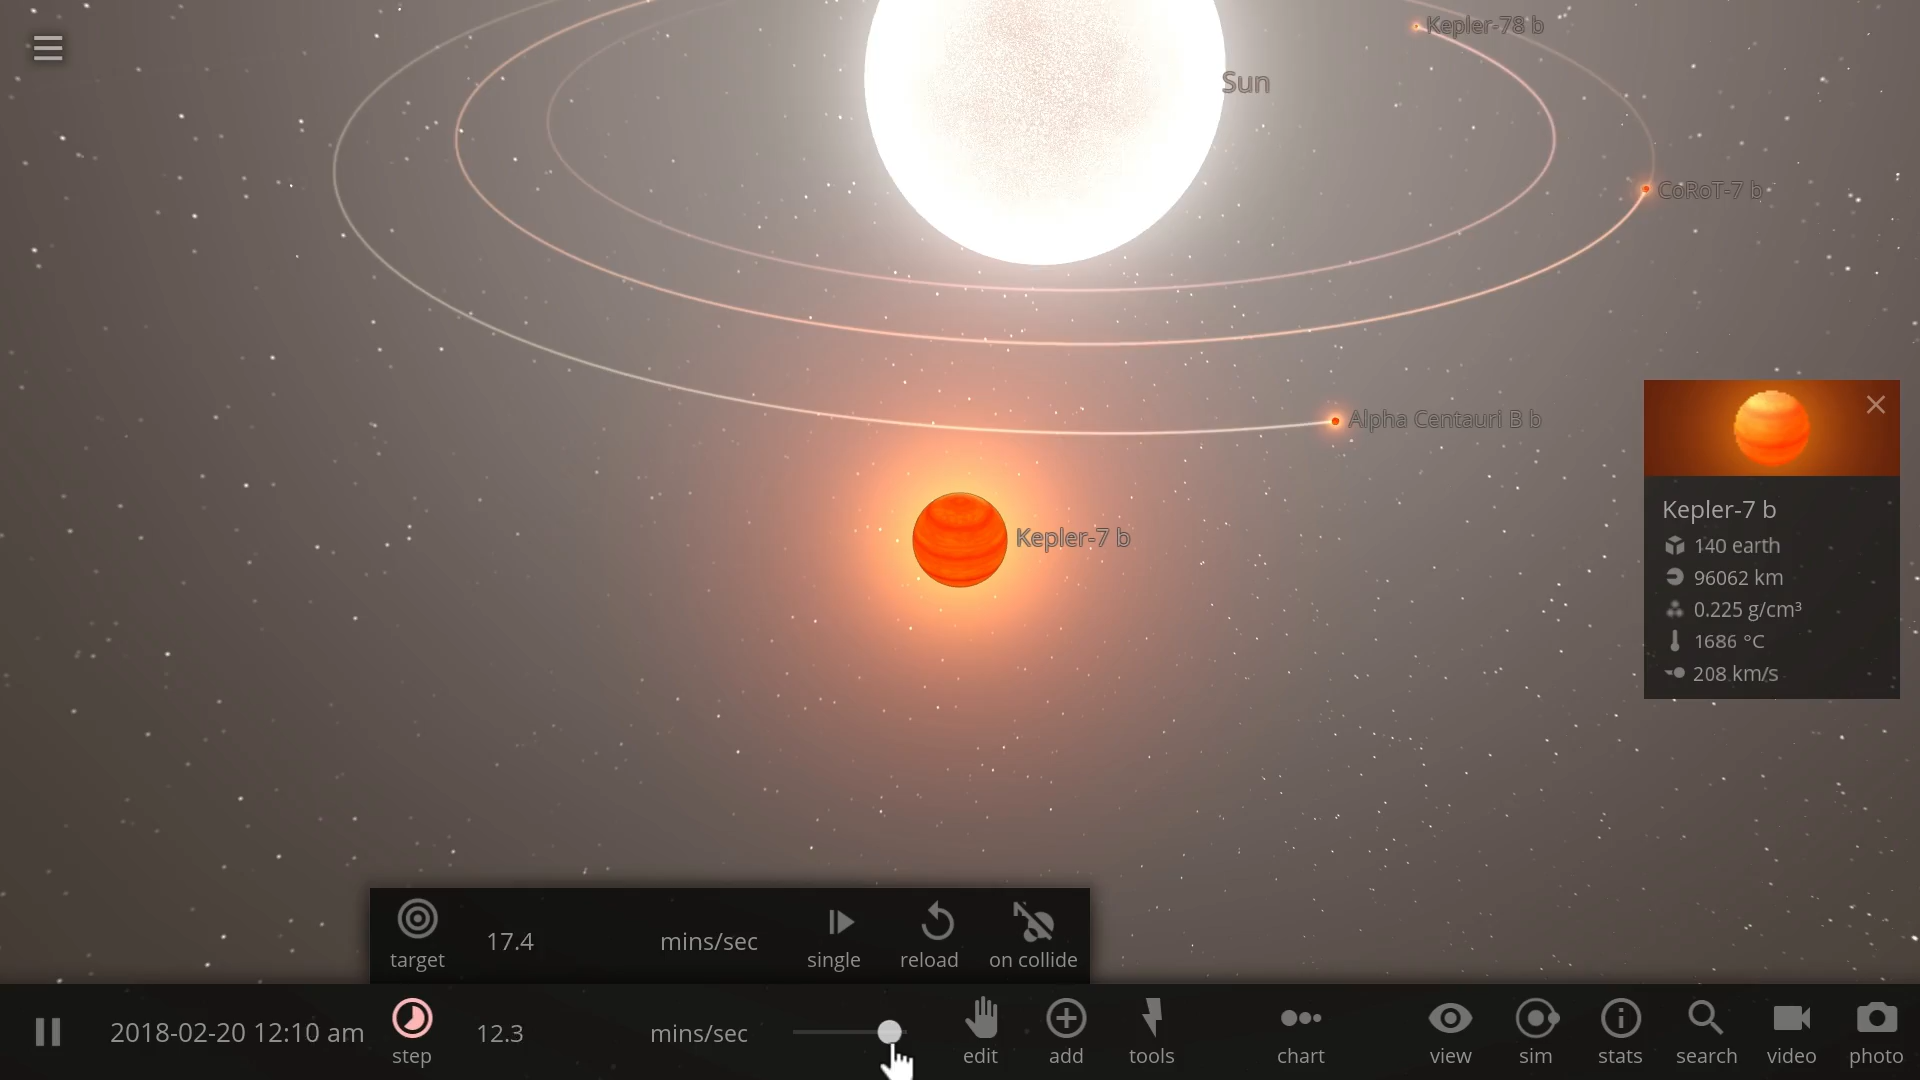 Kepler-78 b
Sun
CoRoT-7 b
Alpha Centauri B b
Kepler-7 b
Kepler-7 b
140 earth
96062 km
0.225 g/cm³
1686 °C
208 km/s
target
17.4
mins/sec
single
reload
on collide
2018-02-20 12:10 am
step
12.3
mins/sec
edit
add
tools
chart
view
sim
stats
search
video
photo